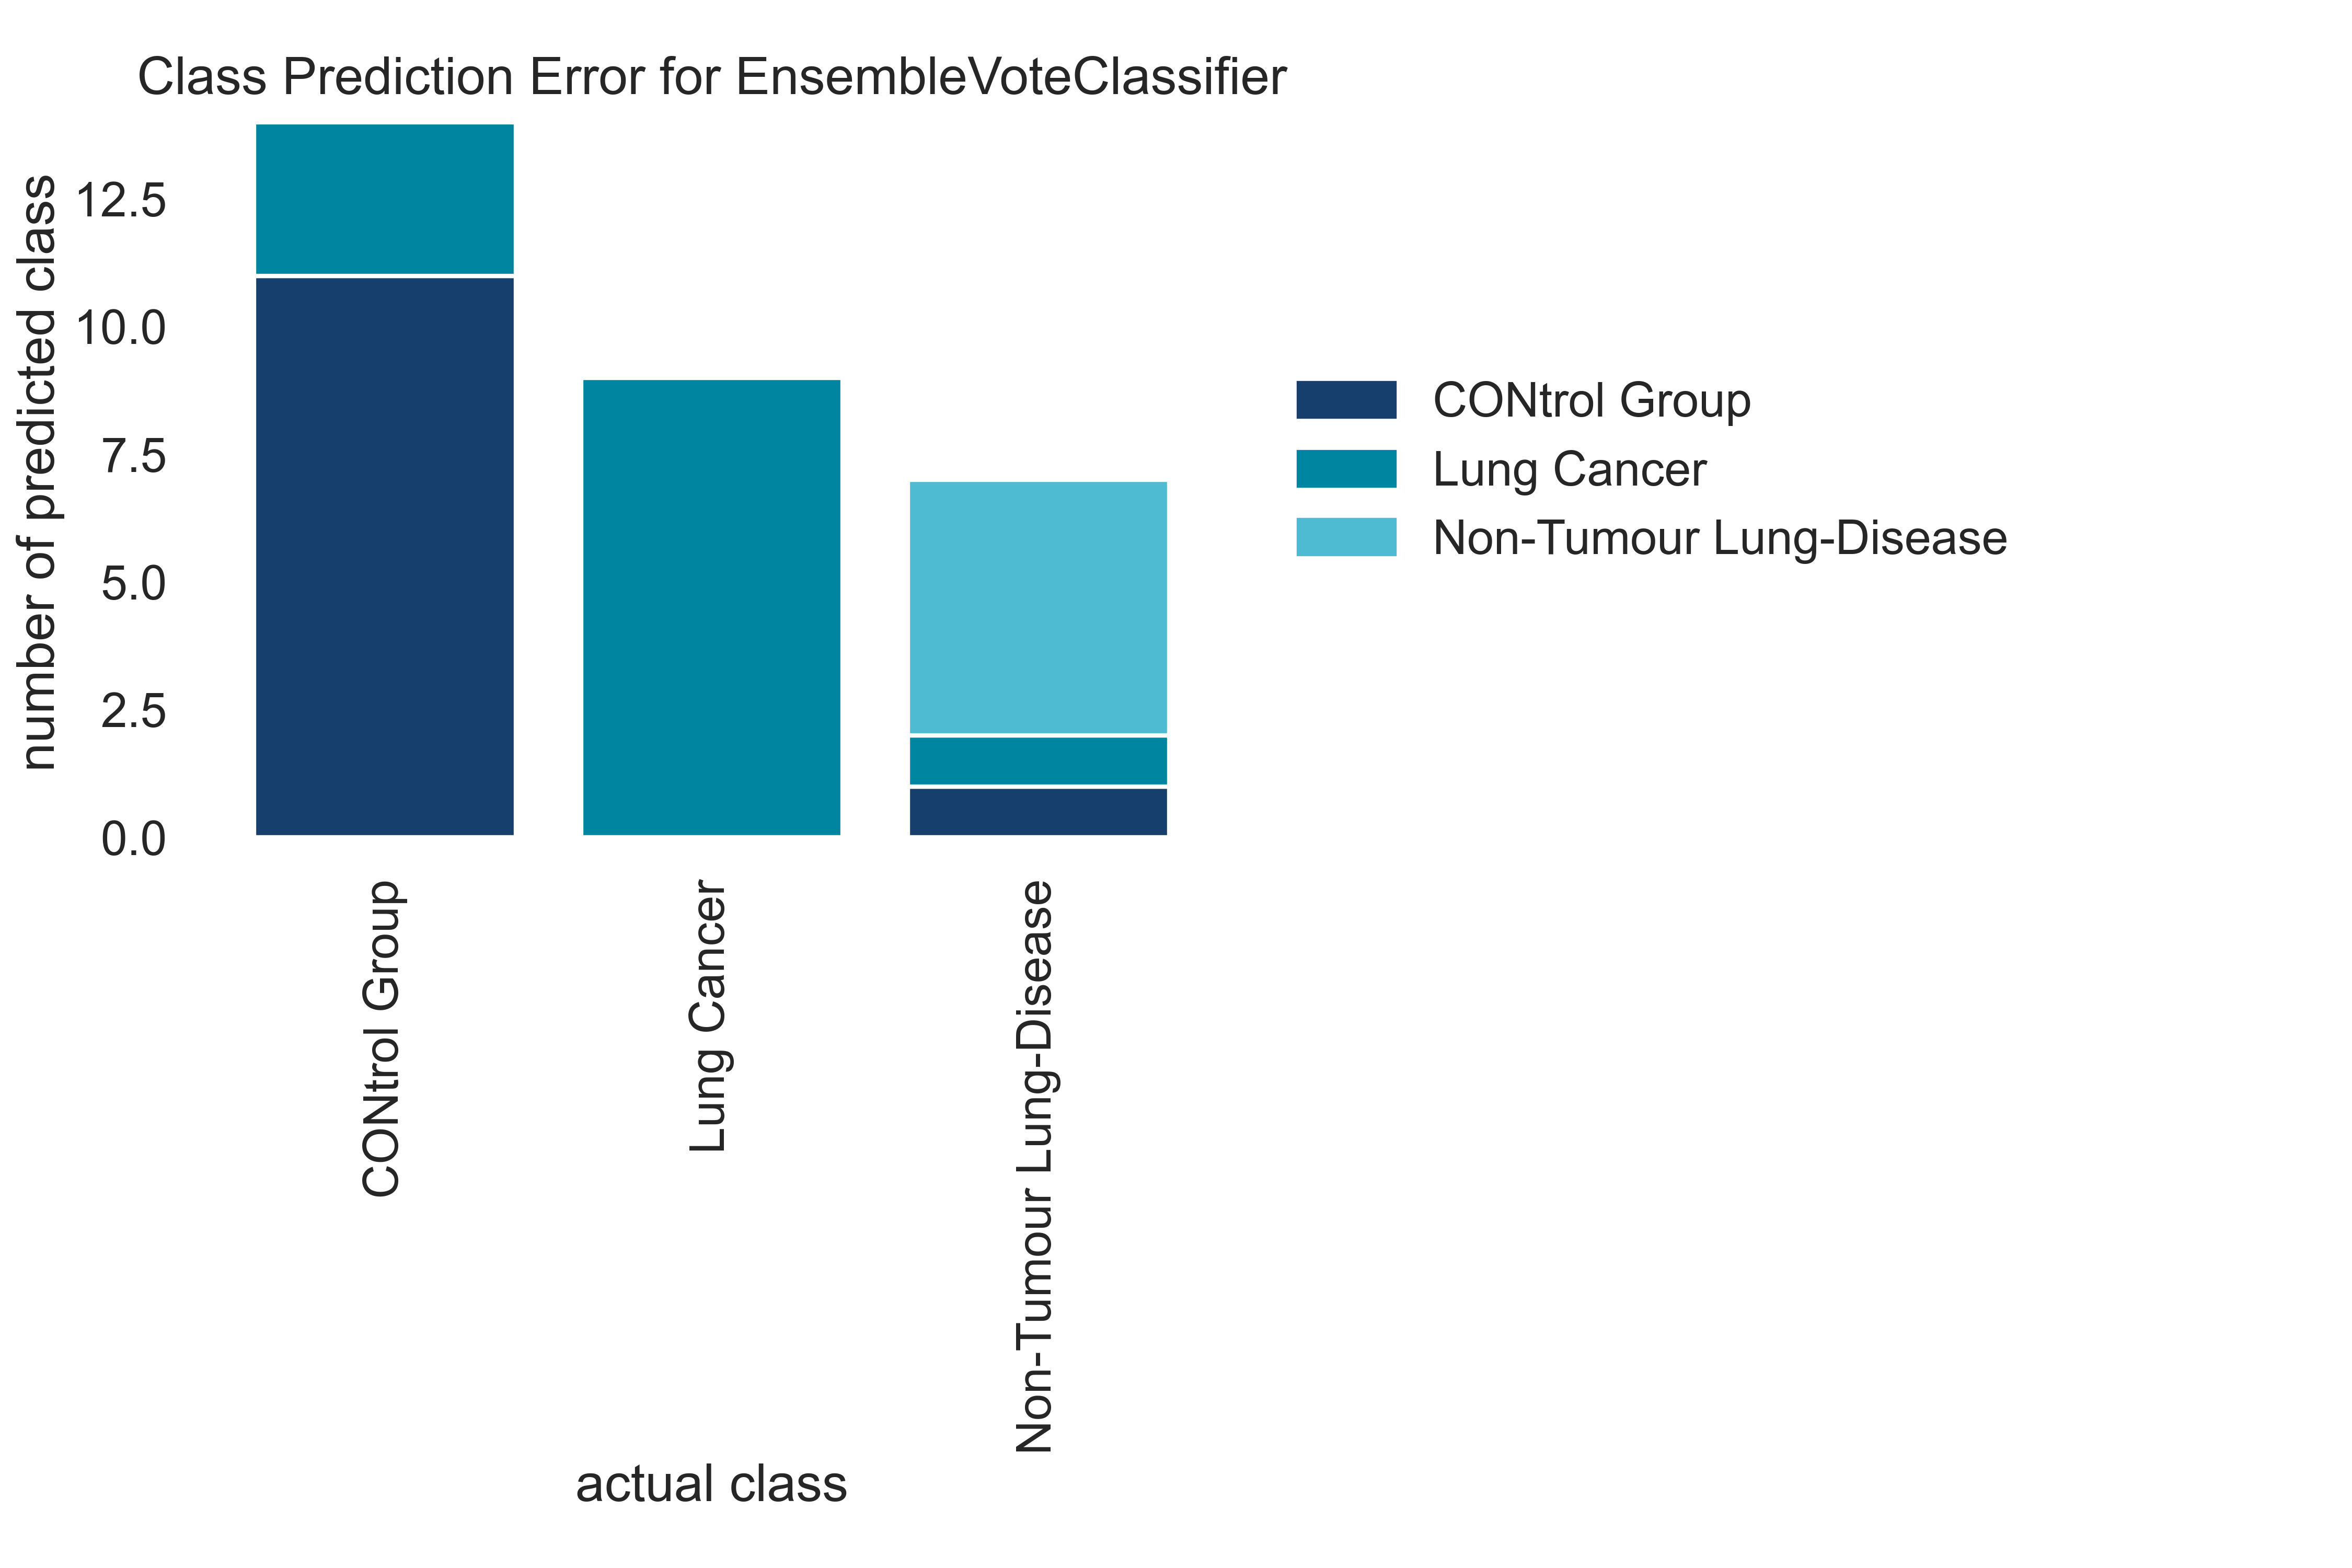 Class Prediction Error for EnsembleVoteClassifier
number of predicted class
12.5
10.0
7.5
5.0
2.5
0.0
CONtrol Group
Lung Cancer
Non-Tumour Lung-Disease
CONtrol Group
Lung Cancer
Non-Tumour Lung-Disease
actual class